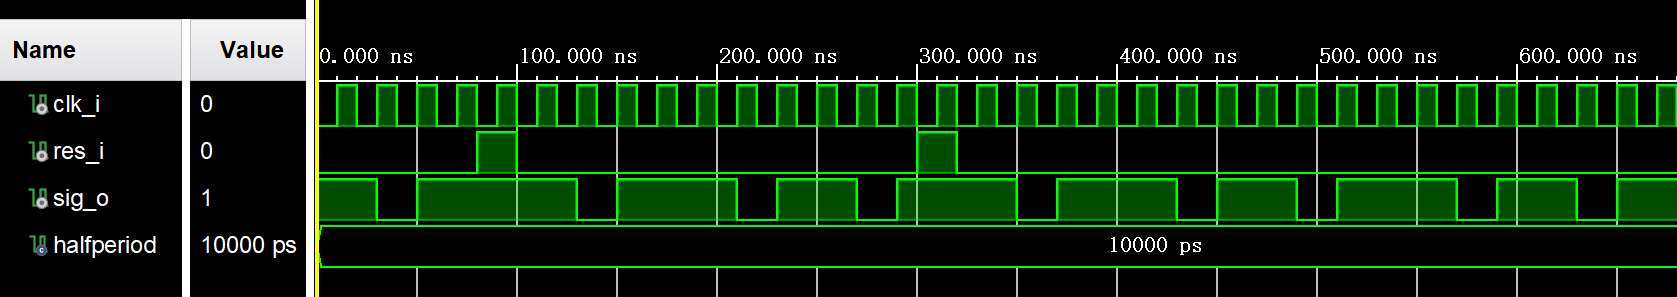 Name Value 0.000 ns 100.000 ns 200.000 ns 300.000 ns 400.000 ns 500.000 ns 600.000 ns
clk_i 0
res_i 0
sig_o 1
halfperiod 10000 ps 10000 ps